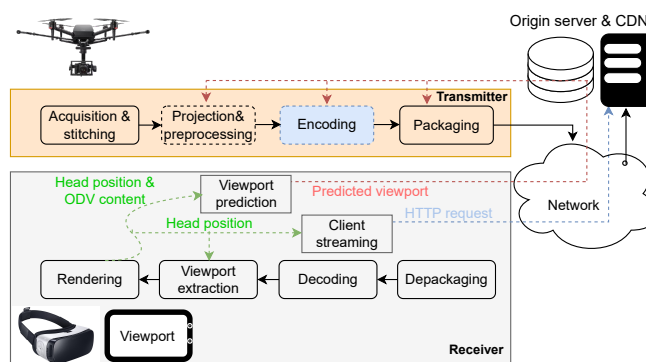 Origin server & CDN
Transmitter
Acquisition &
stitching
Projection&
preprocessing
Encoding
Packaging
Head position &
ODV content
Viewport
prediction
Predicted viewport
Network
HTTP request
Head position
Client
streaming
Rendering
Viewport
extraction
Decoding
Depackaging
Viewport
Receiver